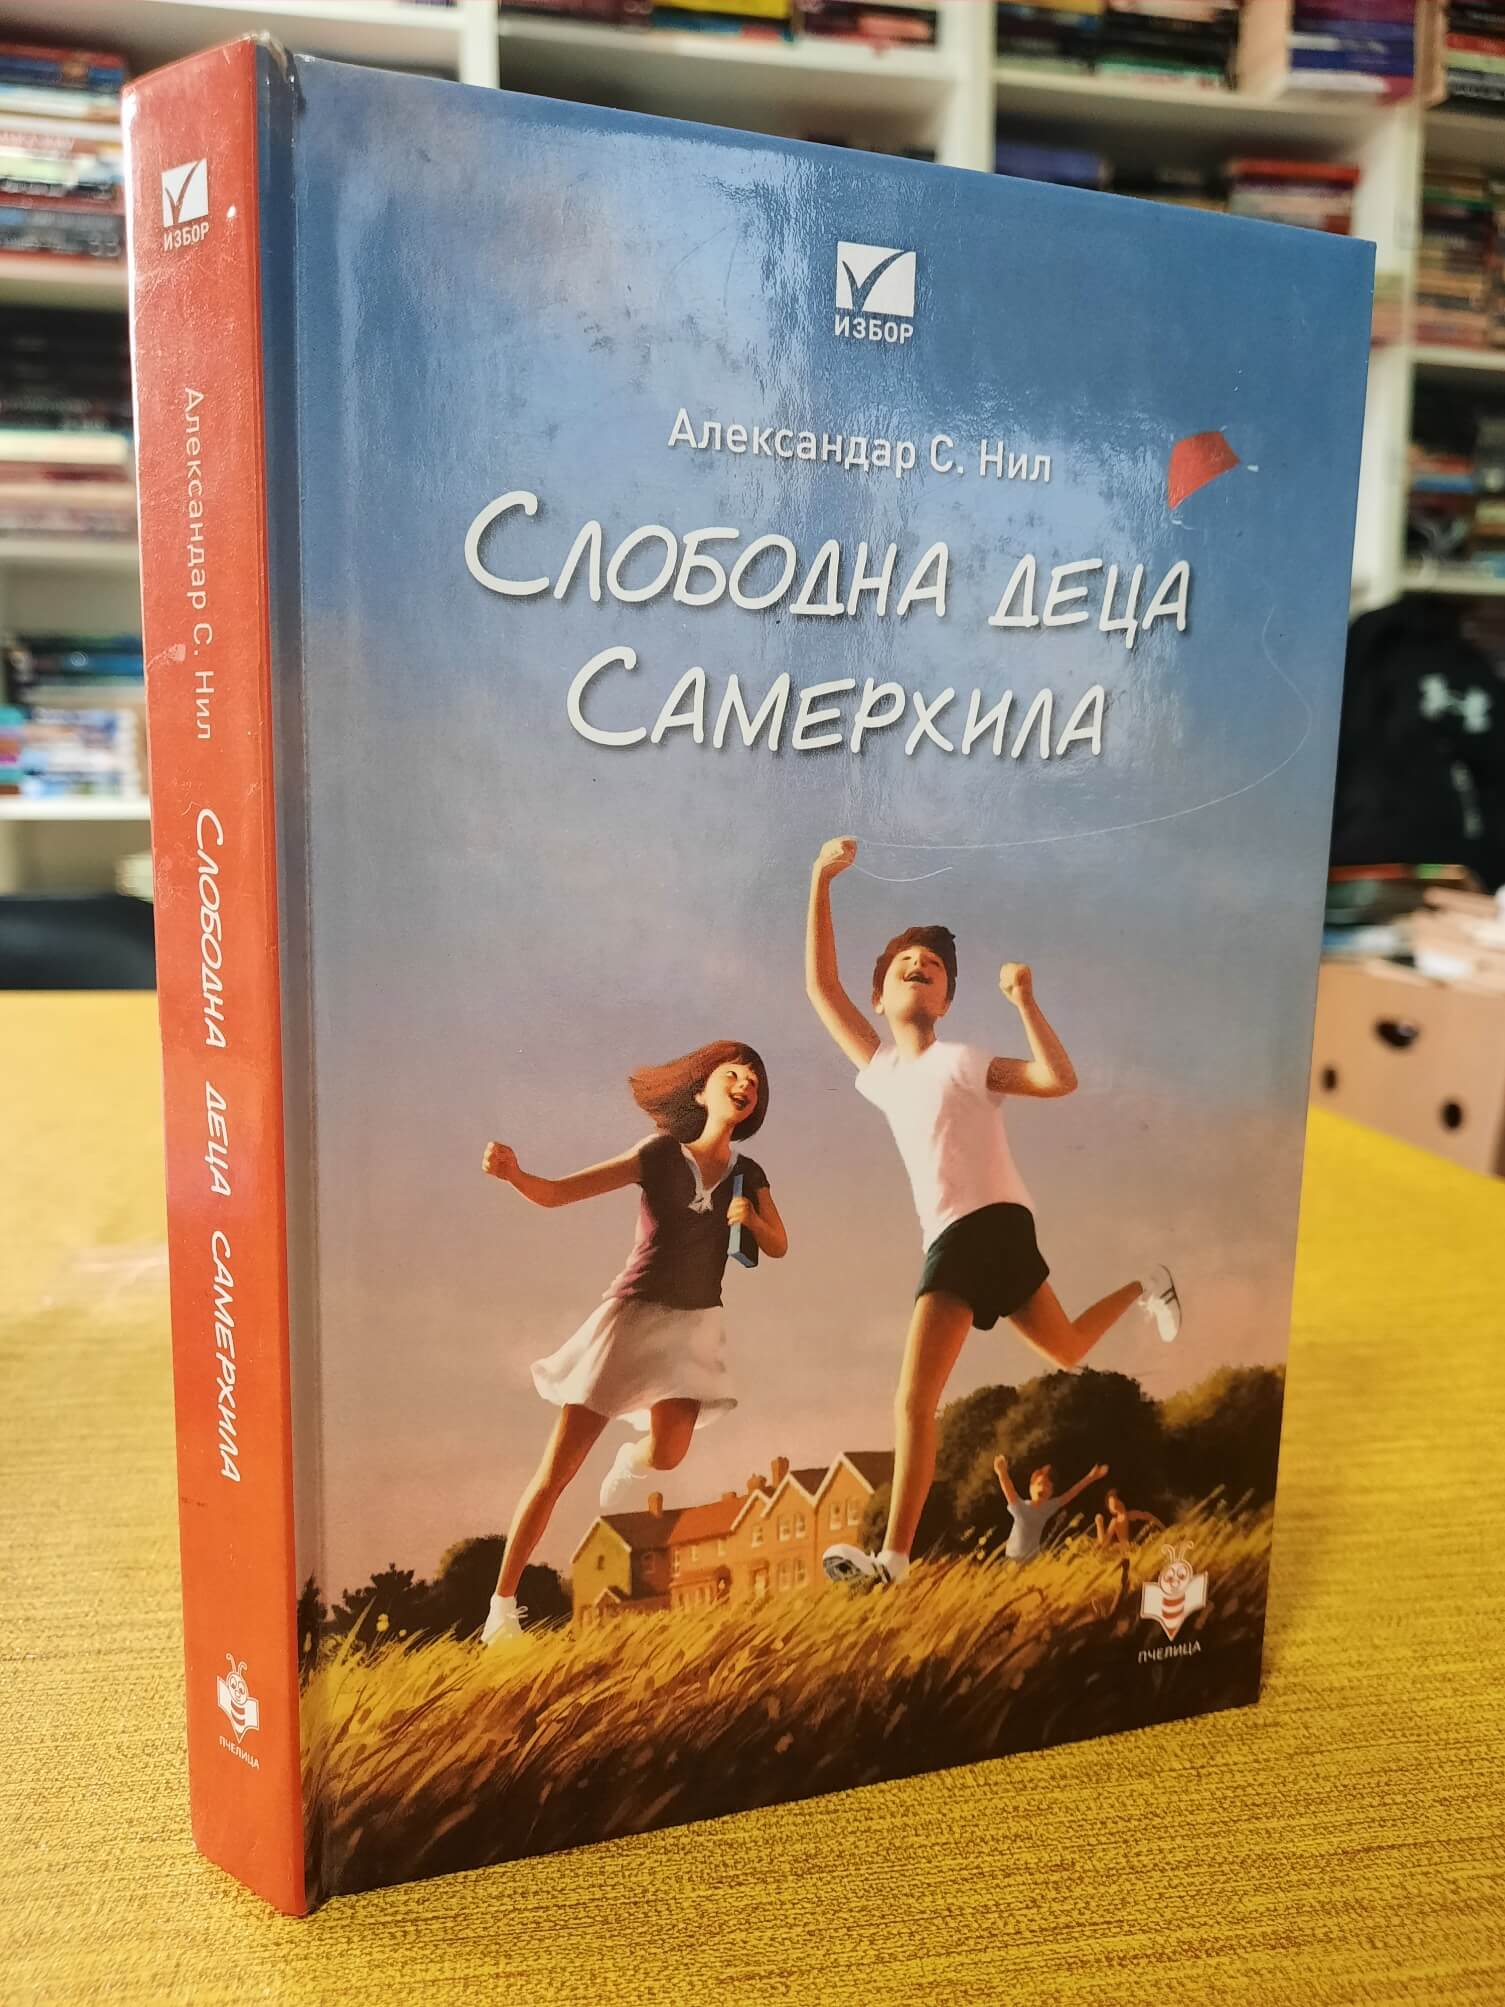 ИЗБОР
Александар С. Нил
Слободна деца
Самерхила
ПЧЕЛИЦА
ИЗБОР
Александар С. Нил Слободна деца Самерхила
ПЧЕЛИЦА